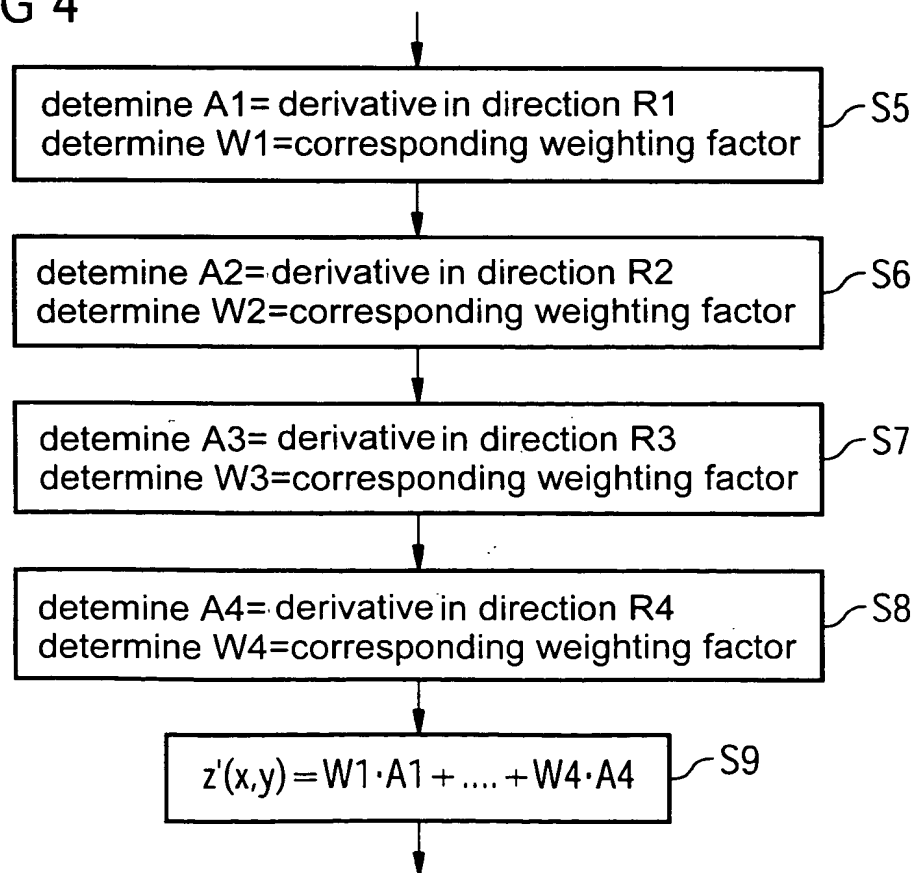 G 4
detemine A1= derivative in direction R1
determine W1=corresponding weighting factor
S5
detemine A2= derivative in direction R2
determine W2=corresponding weighting factor
S6
detemine A3= derivative in direction R3
determine W3=corresponding weighting factor
S7
detemine A4= derivative in direction R4
determine W4=corresponding weighting factor
S8
z'(x,y) = W1·A1 + .... + W4·A4
S9